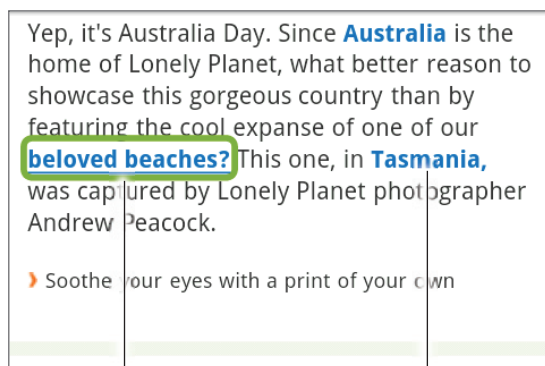 Yep, it's Australia Day. Since Australia is the
home of Lonely Planet, what better reason to
showcase this gorgeous country than by
featuring the cool expanse of one of our
beloved beaches? This one, in Tasmania,
was captured by Lonely Planet photographer
Andrew Peacock.
❯ Soothe your eyes with a print of your own